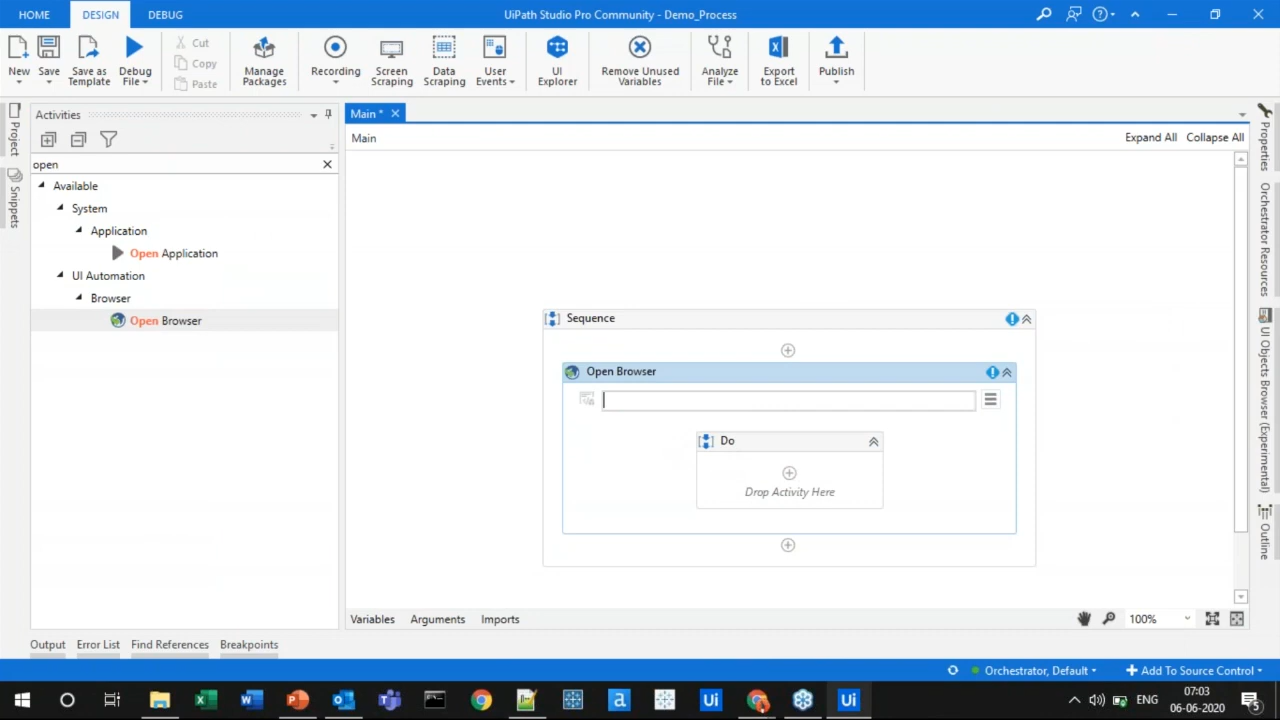 HOME DESIGN DEBUG UiPath Studio Pro Community - Demo_Process
New Save Save as Template Debug File Cut Copy Paste Manage Packages Recording Screen Scraping Data Scraping User Events UI Explorer Remove Unused Variables Analyze File Export to Excel Publish
Project
Snippets
Activities
open
Available
System
Application
Open Application
UI Automation
Browser
Open Browser
Main *
Main Expand All Collapse All
Sequence
Open Browser
Do
Drop Activity Here
Variables Arguments Imports 100%
Properties
Orchestrator Resources
UI Objects Browser (Experimental)
Outline
Output Error List Find References Breakpoints
Orchestrator, Default Add To Source Control
ENG 07:03
06-06-2020
5